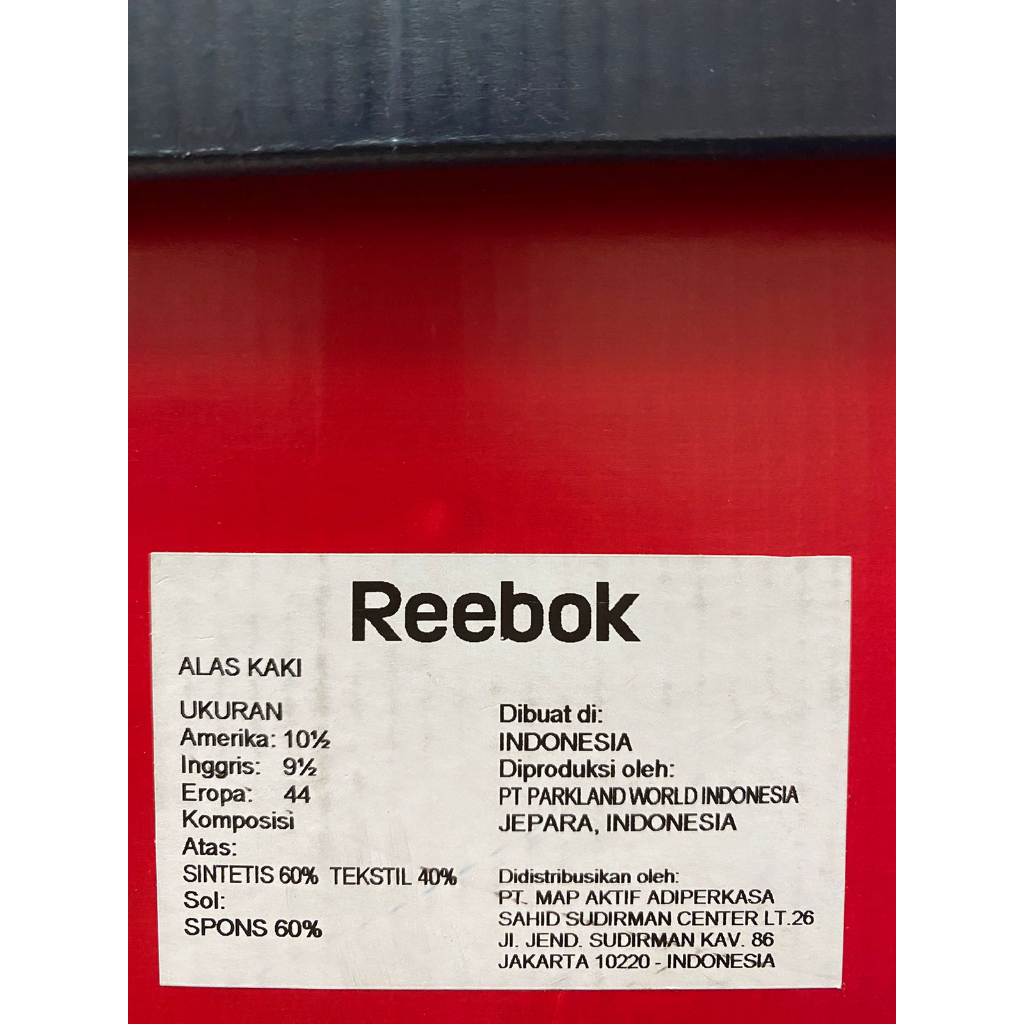 Reebok
ALAS KAKI
UKURAN
Amerika: 10½
Inggris: 9½
Eropa: 44
Komposisi
Atas:
SINTETIS 60% TEKSTIL 40%
Sol:
SPONS 60%
Dibuat di:
INDONESIA
Diproduksi oleh:
PT PARKLAND WORLD INDONESIA
JEPARA, INDONESIA
Didistribusikan oleh:
PT. MAP AKTIF ADIPERKASA
SAHID SUDIRMAN CENTER LT.26
Jl. JEND. SUDIRMAN KAV. 86
JAKARTA 10220 - INDONESIA